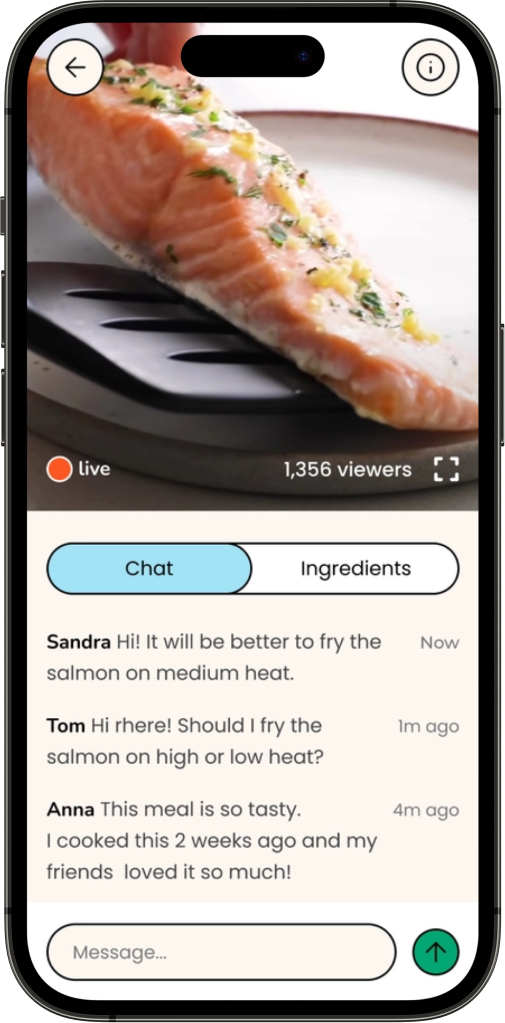 live
1,356 viewers
Chat
Ingredients
Sandra Hi! It will be better to fry the
Now
salmon on medium heat.
Tom Hi rhere! Should I fry the
1m ago
salmon on high or low heat?
Anna This meal is so tasty.
4m ago
I cooked this 2 weeks ago and my
friends  loved it so much!
Message...